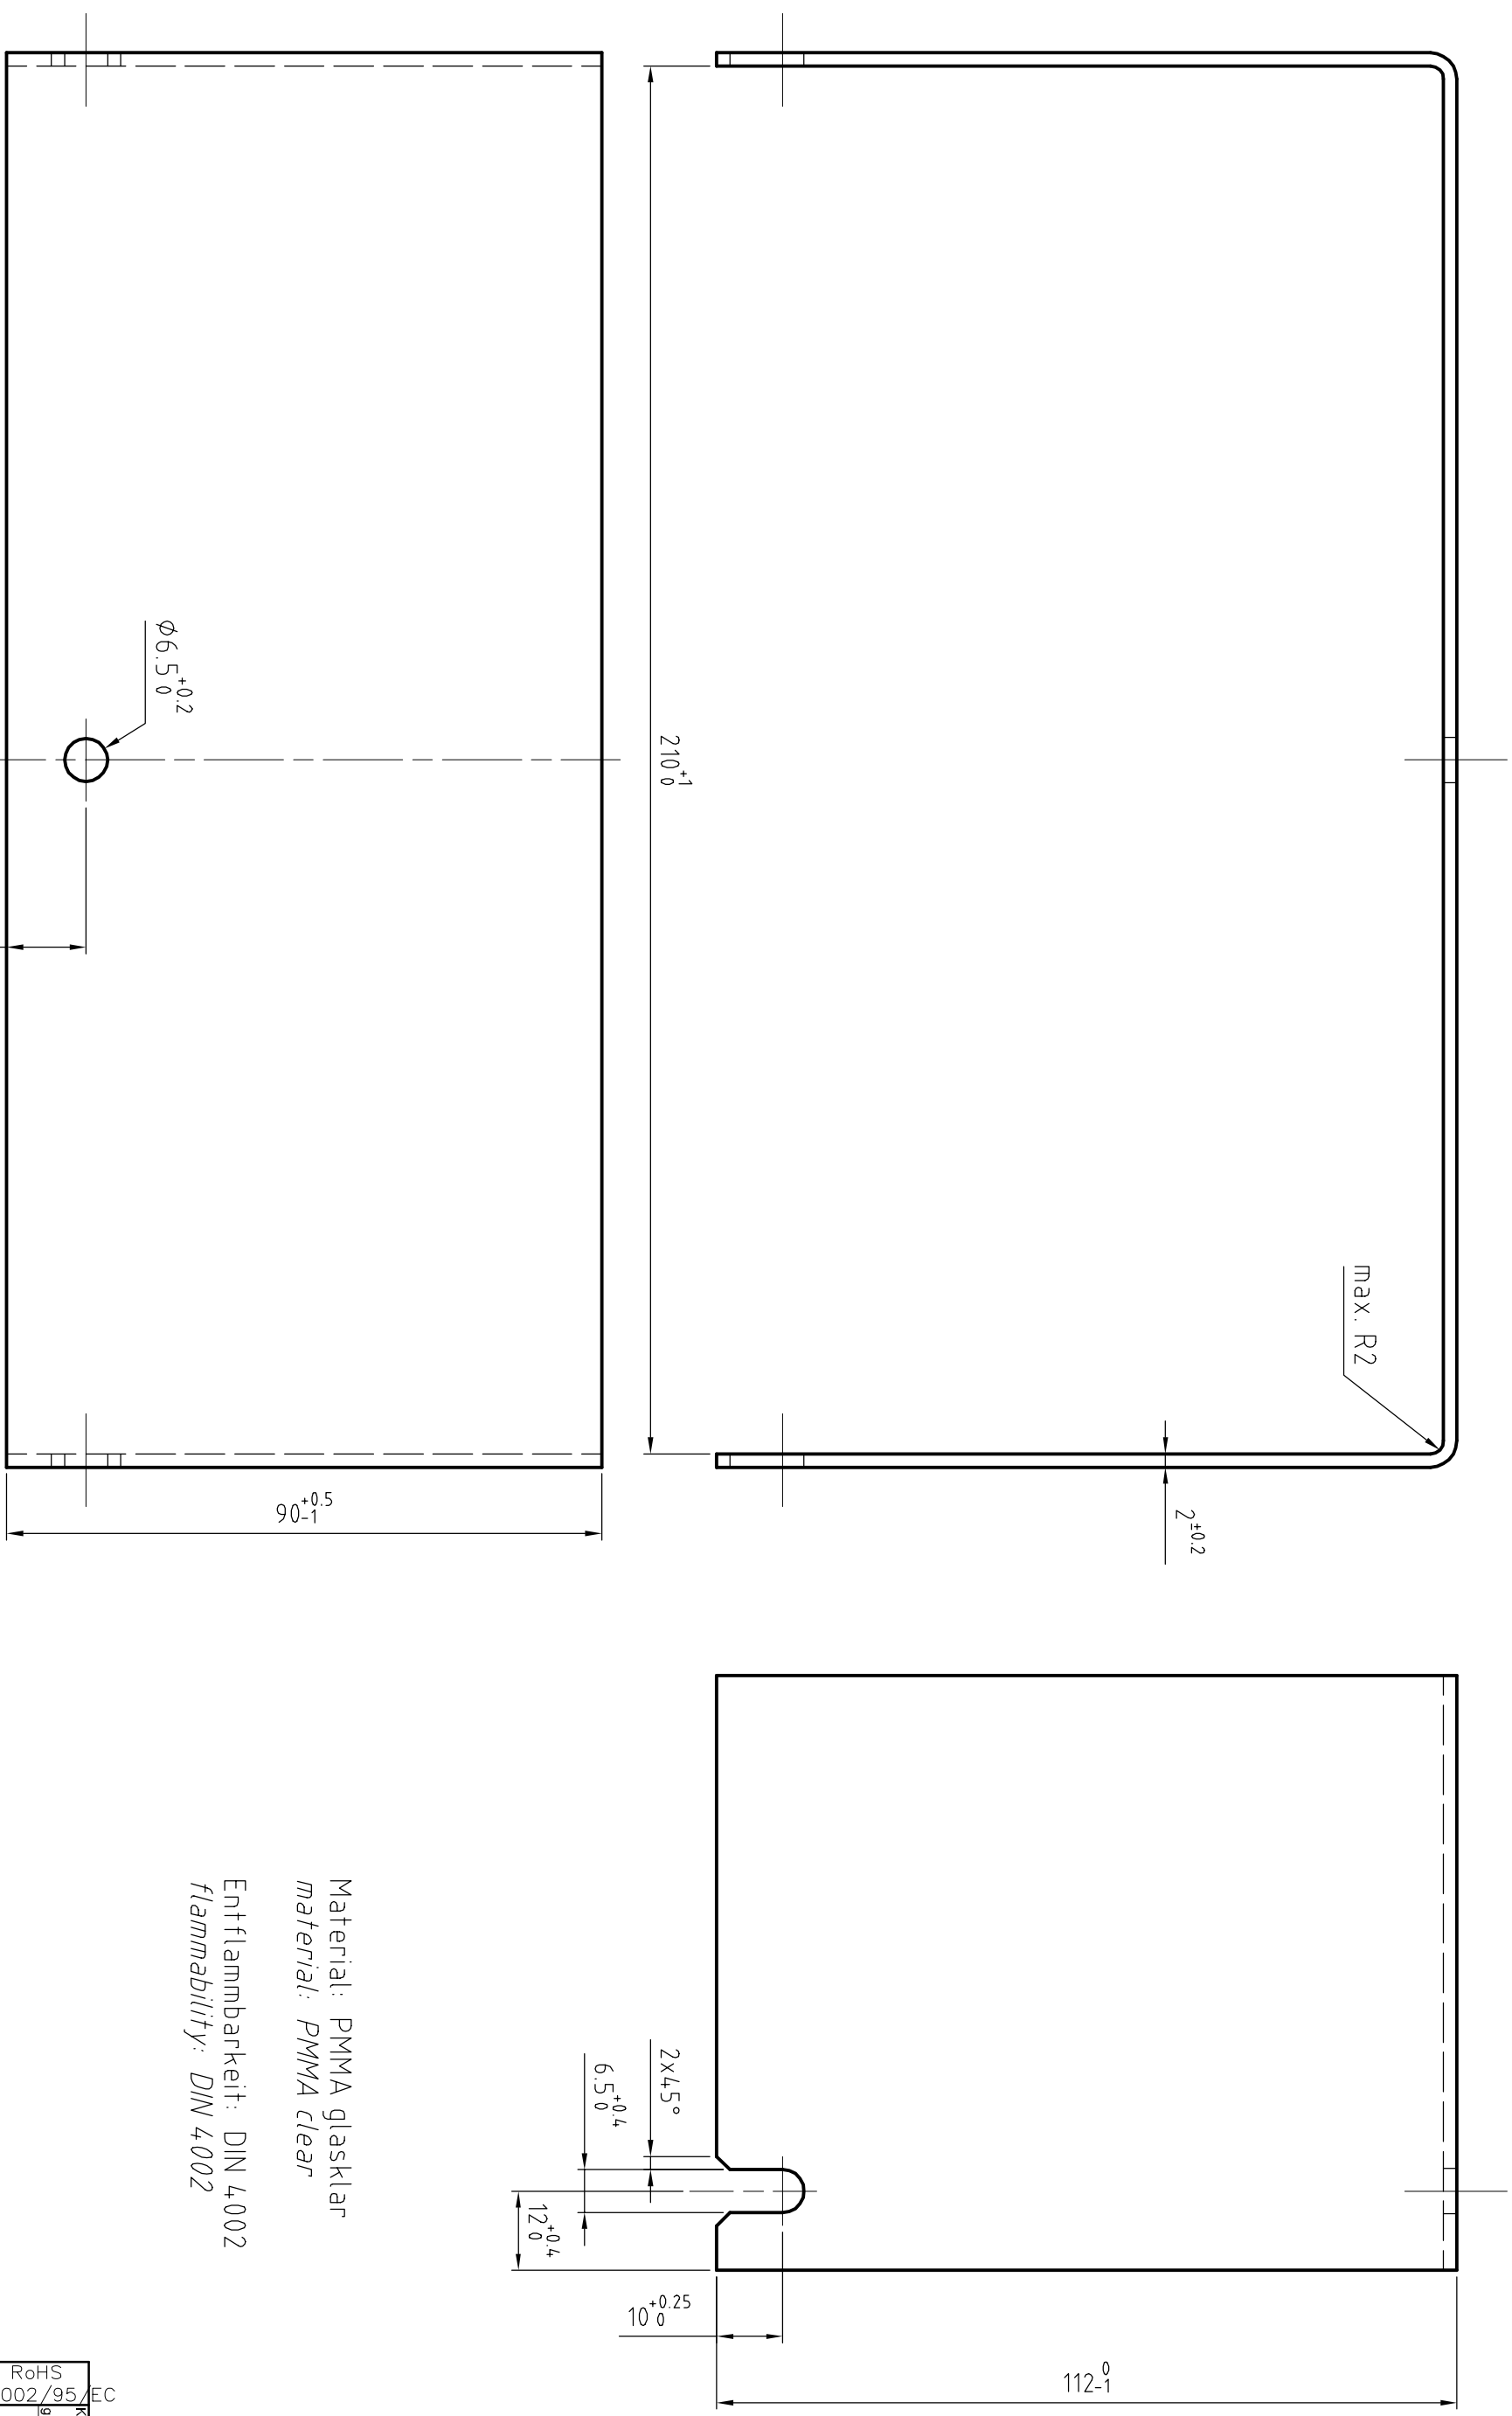 max. R2
2±0.2
210+1 0
Ø6.5+0.2 0
90+0.5 -1
2x45°
6.5+0.4 0
12+0.4 0
10+0.25 0
112 0 -1
Material: PMMA glasklar
material: PMMA clear
Entflammbarkeit: DIN 4002
flammability: DIN 4002
RoHS
002/95/EC